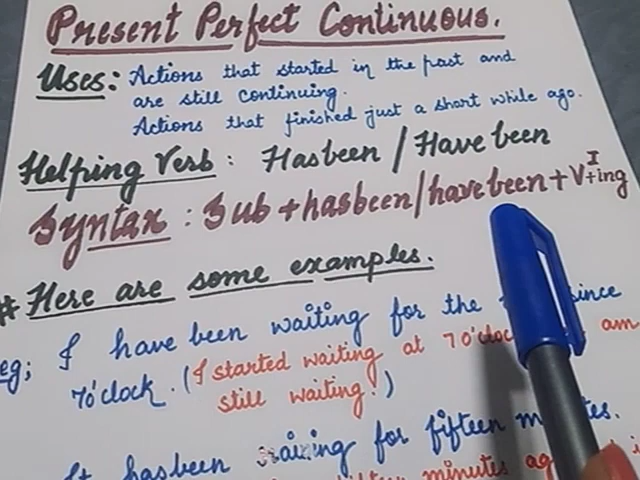 Present Perfect Continuous.
Uses: Actions that started in the past and
are still continuing.
Actions that finished just a short while ago.
Helping Verb: Hasbeen / Have been
Syntax: Sub + hasbeen/have been + V I +ing
# Here are some examples.
eg; I have been waiting for the since
7 o'clock. (I started waiting at 7 o'cloc am
still waiting.)
It hasbeen raining for fifteen m tes.
minutes ag